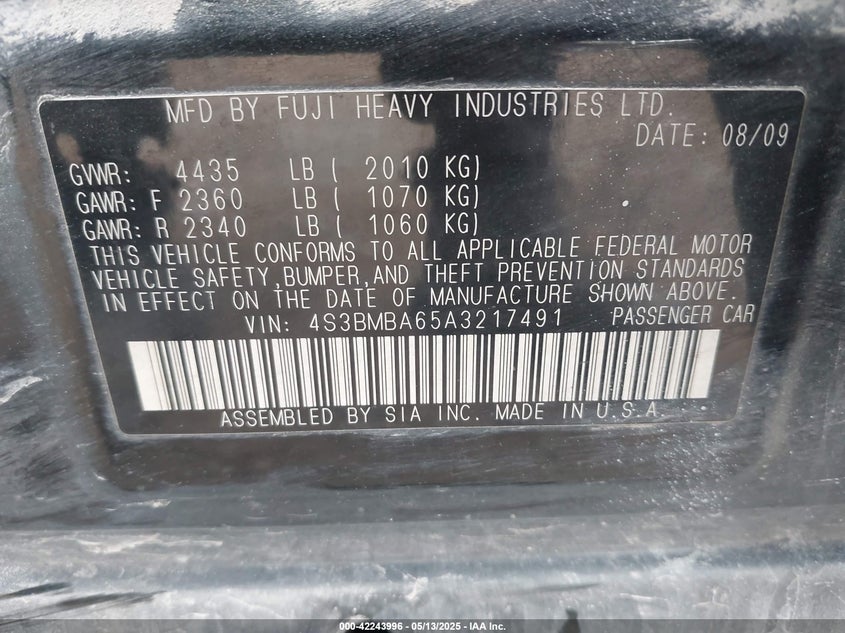 MFD BY FUJI HEAVY INDUSTRIES LTD.
DATE: 08/09
GVWR: 4435 LB ( 2010 KG)
GAWR: F 2360 LB ( 1070 KG)
GAWR: R 2340 LB ( 1060 KG)
THIS VEHICLE CONFORMS TO ALL APPLICABLE FEDERAL MOTOR
VEHICLE SAFETY,BUMPER,AND THEFT PREVENTION STANDARDS
IN EFFECT ON THE DATE OF MANUFACTURE SHOWN ABOVE.
VIN: 4S3BMBA65A3217491 PASSENGER CAR
ASSEMBLED BY SIA INC. MADE IN U.S.A.
000-42243996 - 05/13/2025 - IAA Inc.